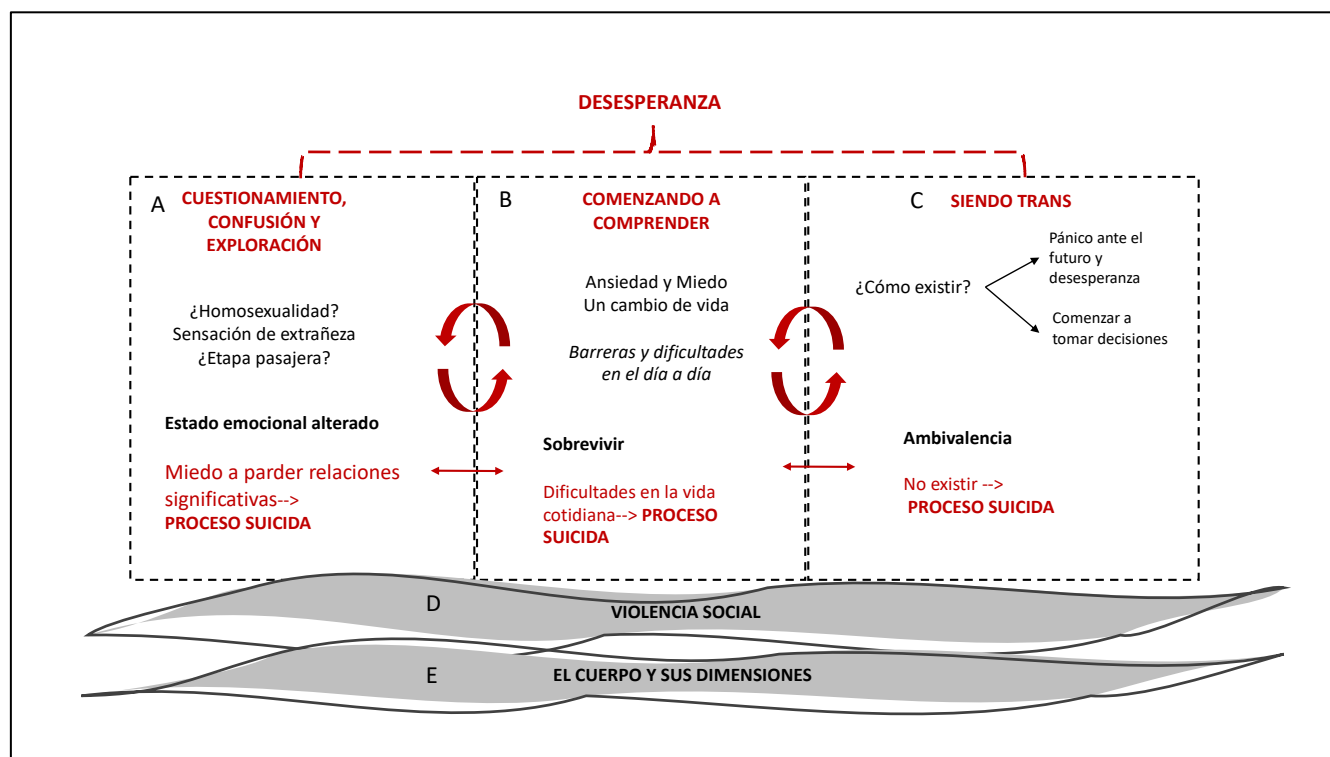 DESESPERANZA
A
CUESTIONAMIENTO,
CONFUSIÓN Y
EXPLORACIÓN
¿Homosexualidad?
Sensación de extrañeza
¿Etapa pasajera?
Estado emocional alterado
Miedo a parder relaciones
significativas-->
PROCESO SUICIDA
B
COMENZANDO A
COMPRENDER
Ansiedad y Miedo
Un cambio de vida
Barreras y dificultades
en el día a día
Sobrevivir
Dificultades en la vida
cotidiana--> PROCESO
SUICIDA
C
SIENDO TRANS
¿Cómo existir?
Pánico ante el
futuro y
desesperanza
Comenzar a
tomar decisiones
Ambivalencia
No existir -->
PROCESO SUICIDA
D
VIOLENCIA SOCIAL
E
EL CUERPO Y SUS DIMENSIONES